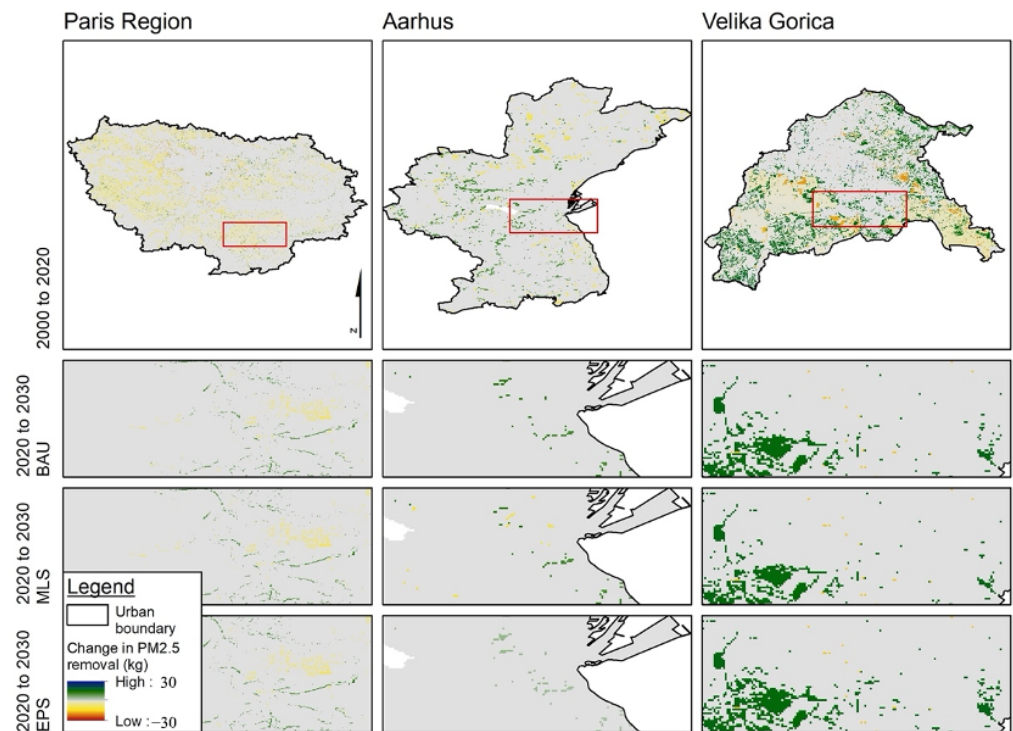 Paris Region
Aarhus
Velika Gorica
2000 to 2020
N
2020 to 2030
BAU
2020 to 2030
MLS
2020 to 2030
EPS
Legend
Urban
boundary
Change in PM2.5
removal (kg)
High : 30
Low :−30